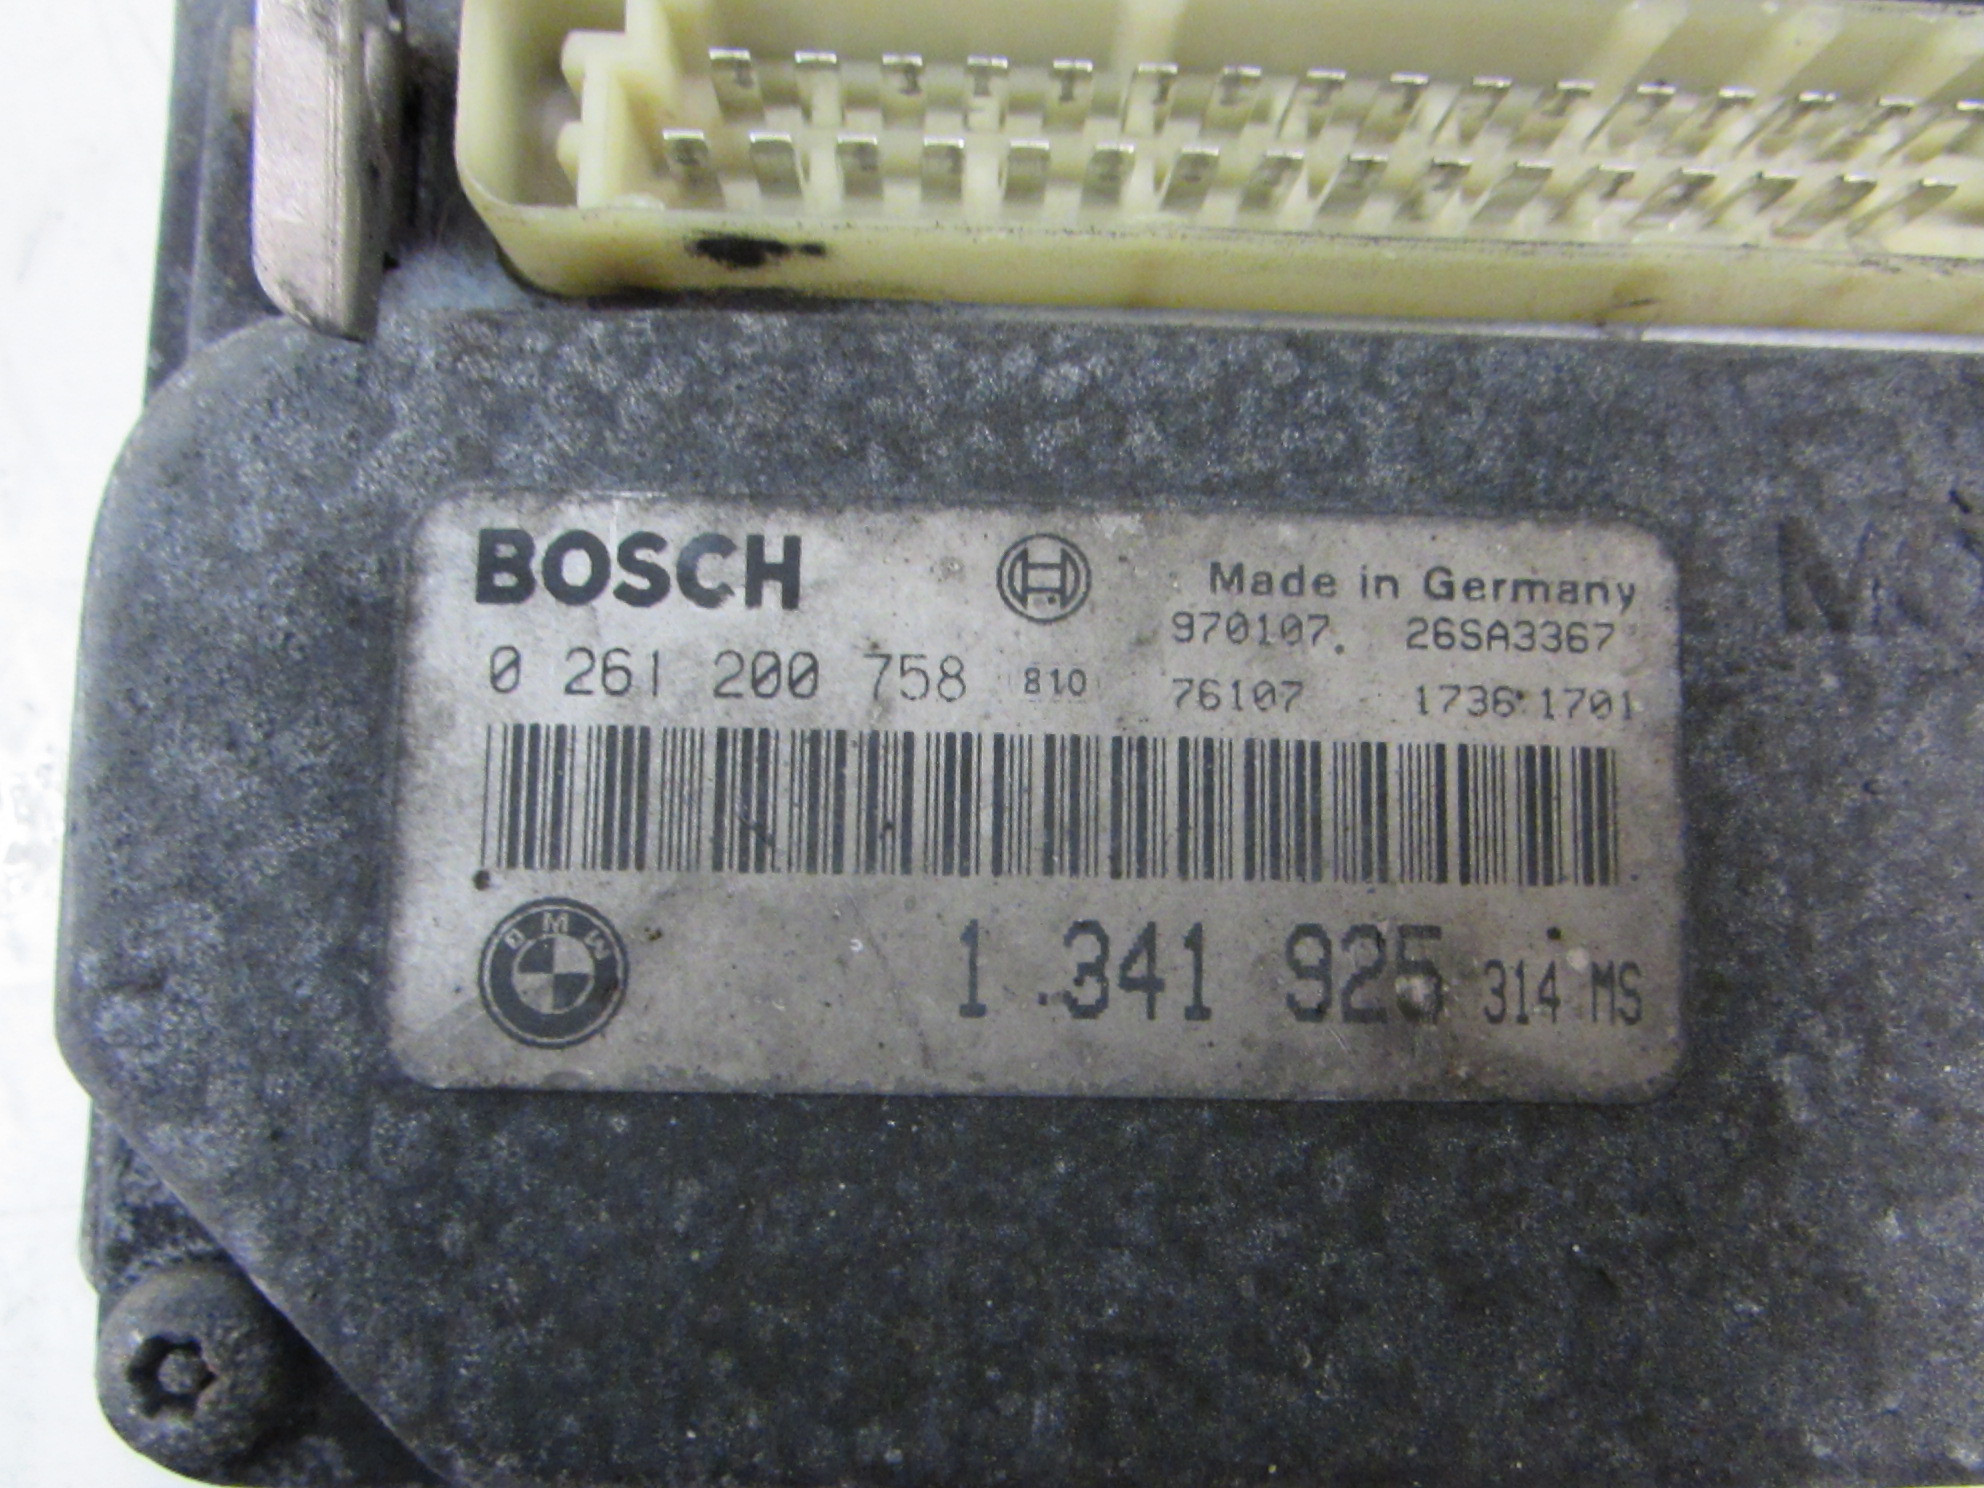 BOSCH
Made in Germany
970107. 26SA3367
0 261 200 758 810
76107 1736 1701
BMW
1 341 925 314 MS